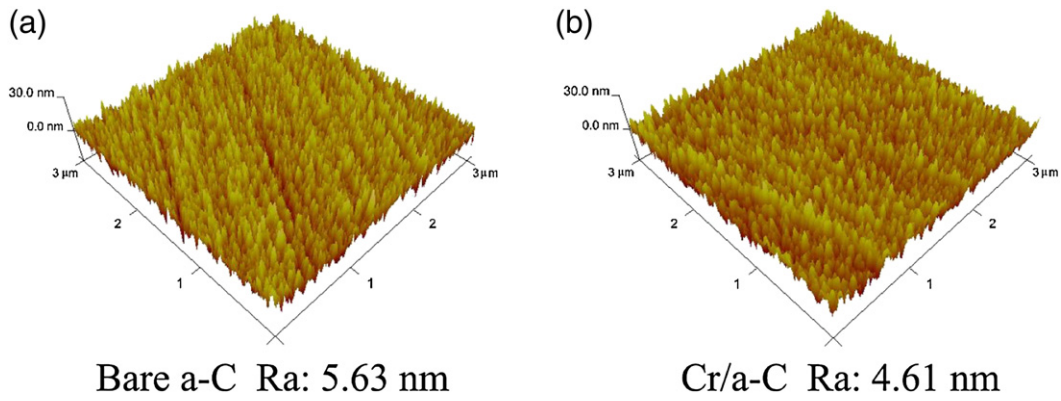 (a)
30.0 nm
0.0 nm
3 µm
2
1
1
2
3 µm
Bare a-C Ra: 5.63 nm
(b)
30.0 nm
0.0 nm
3 µm
2
1
1
2
3 µm
Cr/a-C Ra: 4.61 nm